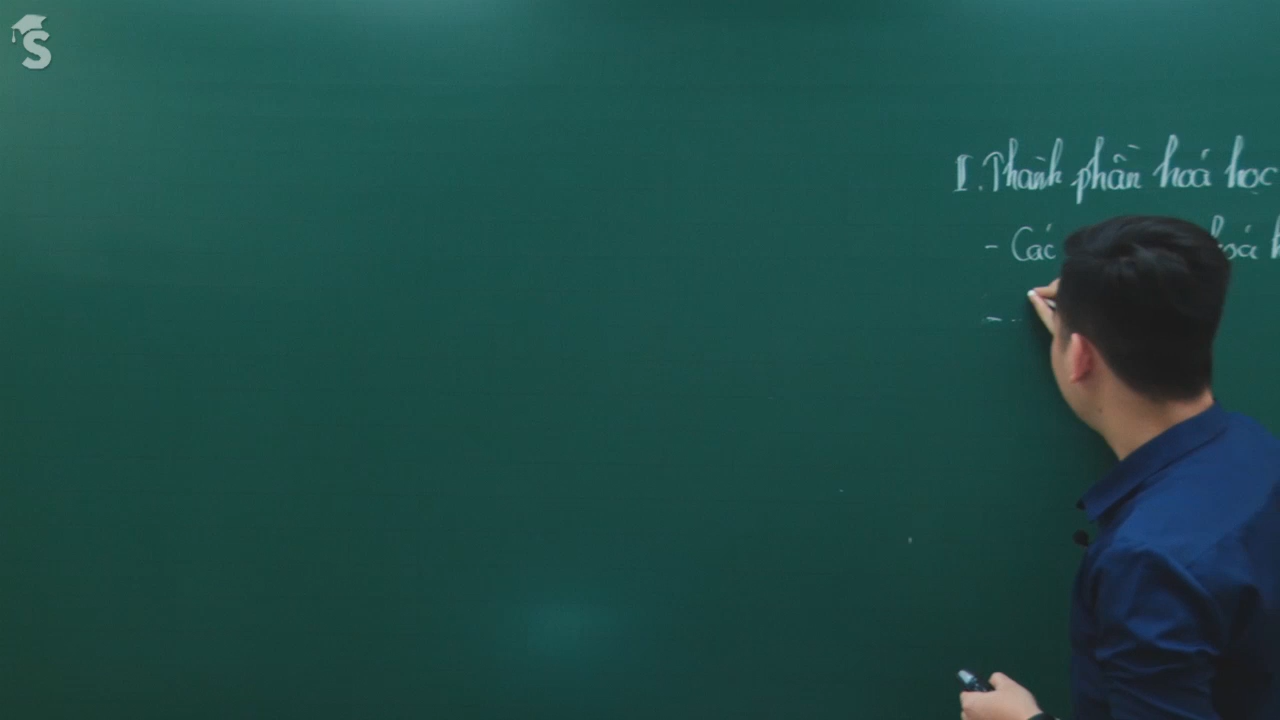 S
I. Thành phần hoá học
- Các hoá
-